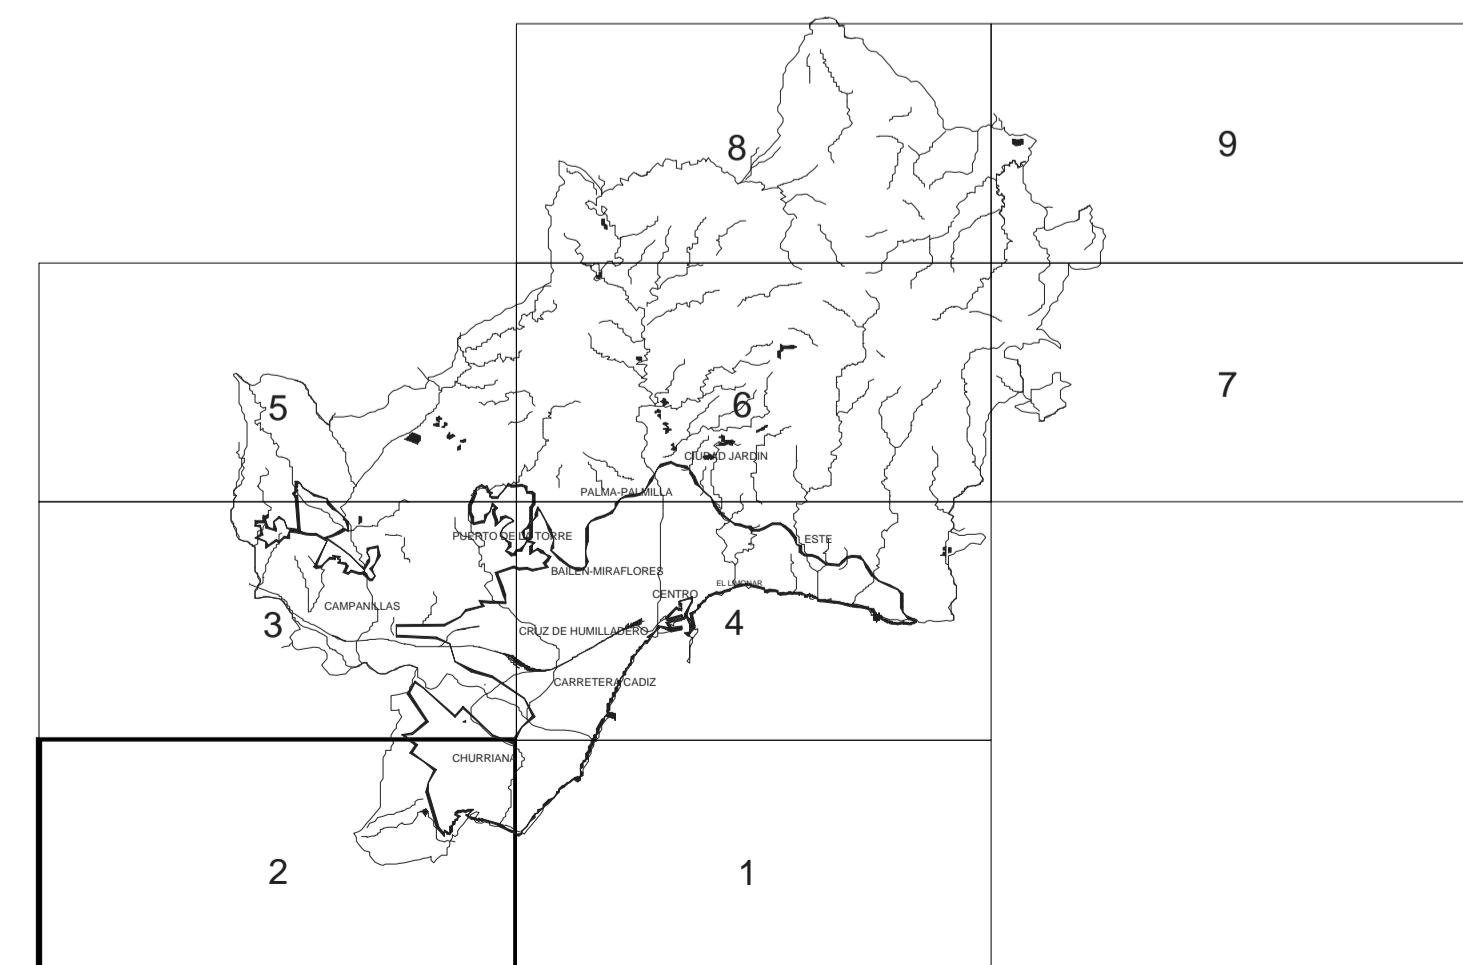 8
9
5
6
7
CIUDAD JARDIN
PALMA-PALMILLA
PUERTO DE LA TORRE
ESTE
BAILEN-MIRAFLORES
EL LIMONAR
CENTRO
CAMPANILLAS
3
CRUZ DE HUMILLADERO
4
CARRETERA CADIZ
CHURRIANA
2
1